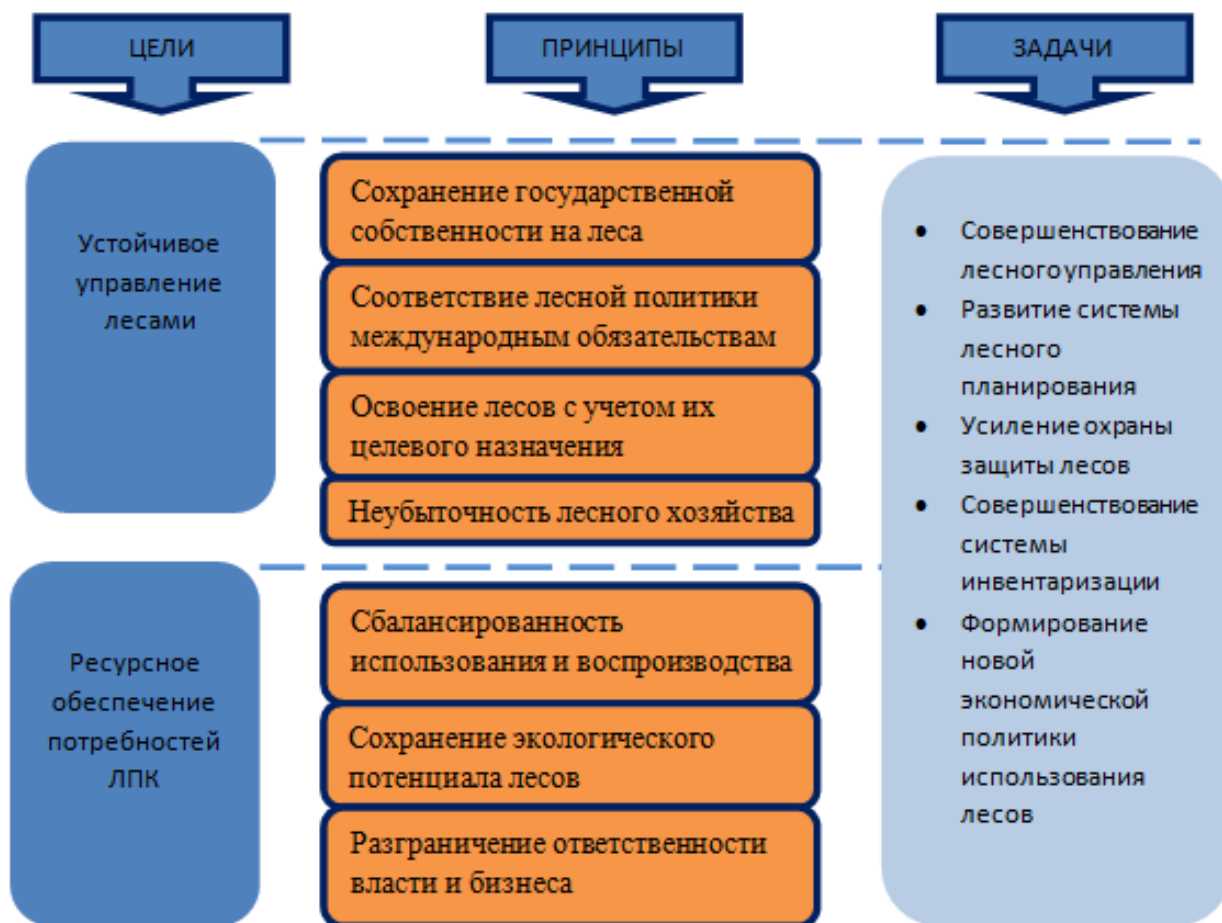 ЦЕЛИ
ПРИНЦИПЫ
ЗАДАЧИ
Устойчивое
управление
лесами
Сохранение государственной
собственности на леса
Соответствие лесной политики
международным обязательствам
Освоение лесов с учетом их
целевого назначения
Неубыточность лесного хозяйства
Ресурсное
обеспечение
потребностей
ЛПК
Сбалансированность
использования и воспроизводства
Сохранение экологического
потенциала лесов
Разграничение ответственности
власти и бизнеса
• Совершенствование
лесного управления
• Развитие системы
лесного
планирования
• Усиление охраны
защиты лесов
• Совершенствование
системы
инвентаризации
• Формирование
новой
экономической
политики
использования
лесов